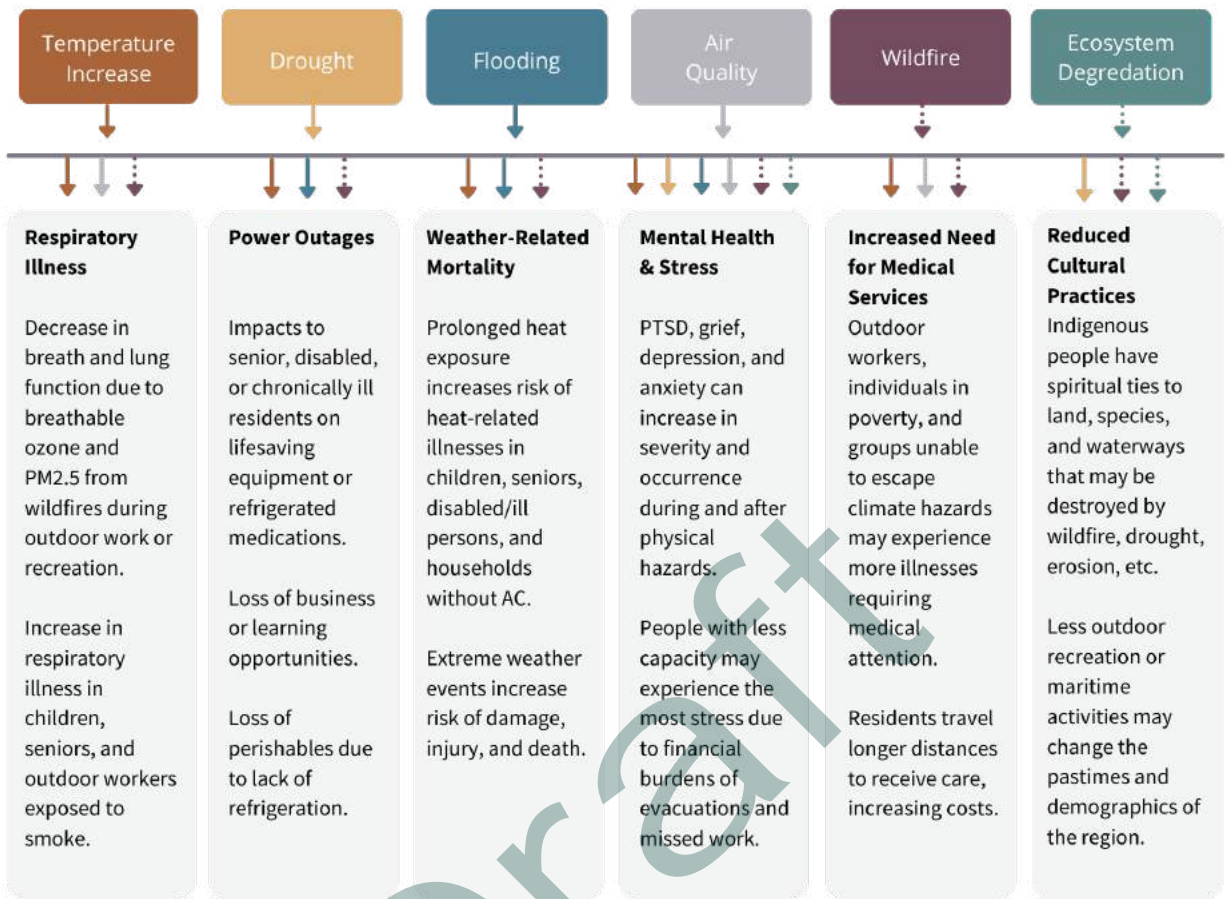 Temperature
Increase
Drought
Flooding
Air
Quality
Wildfire
Ecosystem
Degredation
Respiratory
Illness
Decrease in
breath and lung
function due to
breathable
ozone and
PM2.5 from
wildfires during
outdoor work or
recreation.
Increase in
respiratory
illness in
children,
seniors, and
outdoor workers
exposed to
smoke.
Power Outages
Impacts to
senior, disabled,
or chronically ill
residents on
lifesaving
equipment or
refrigerated
medications.
Loss of business
or learning
opportunities.
Loss of
perishables due
to lack of
refrigeration.
Weather-Related
Mortality
Prolonged heat
exposure
increases risk of
heat-related
illnesses in
children, seniors,
disabled/ill
persons, and
households
without AC.
Extreme weather
events increase
risk of damage,
injury, and death.
Mental Health
& Stress
PTSD, grief,
depression, and
anxiety can
increase in
severity and
occurrence
during and after
physical
hazards.
People with less
capacity may
experience the
most stress due
to financial
burdens of
evacuations and
missed work.
Increased Need
for Medical
Services
Outdoor
workers,
individuals in
poverty, and
groups unable
to escape
climate hazards
may experience
more illnesses
requiring
medical
attention.
Residents travel
longer distances
to receive care,
increasing costs.
Reduced
Cultural
Practices
Indigenous
people have
spiritual ties to
land, species,
and waterways
that may be
destroyed by
wildfire, drought,
erosion, etc.
Less outdoor
recreation or
maritime
activities may
change the
pastimes and
demographics of
the region.
Draft